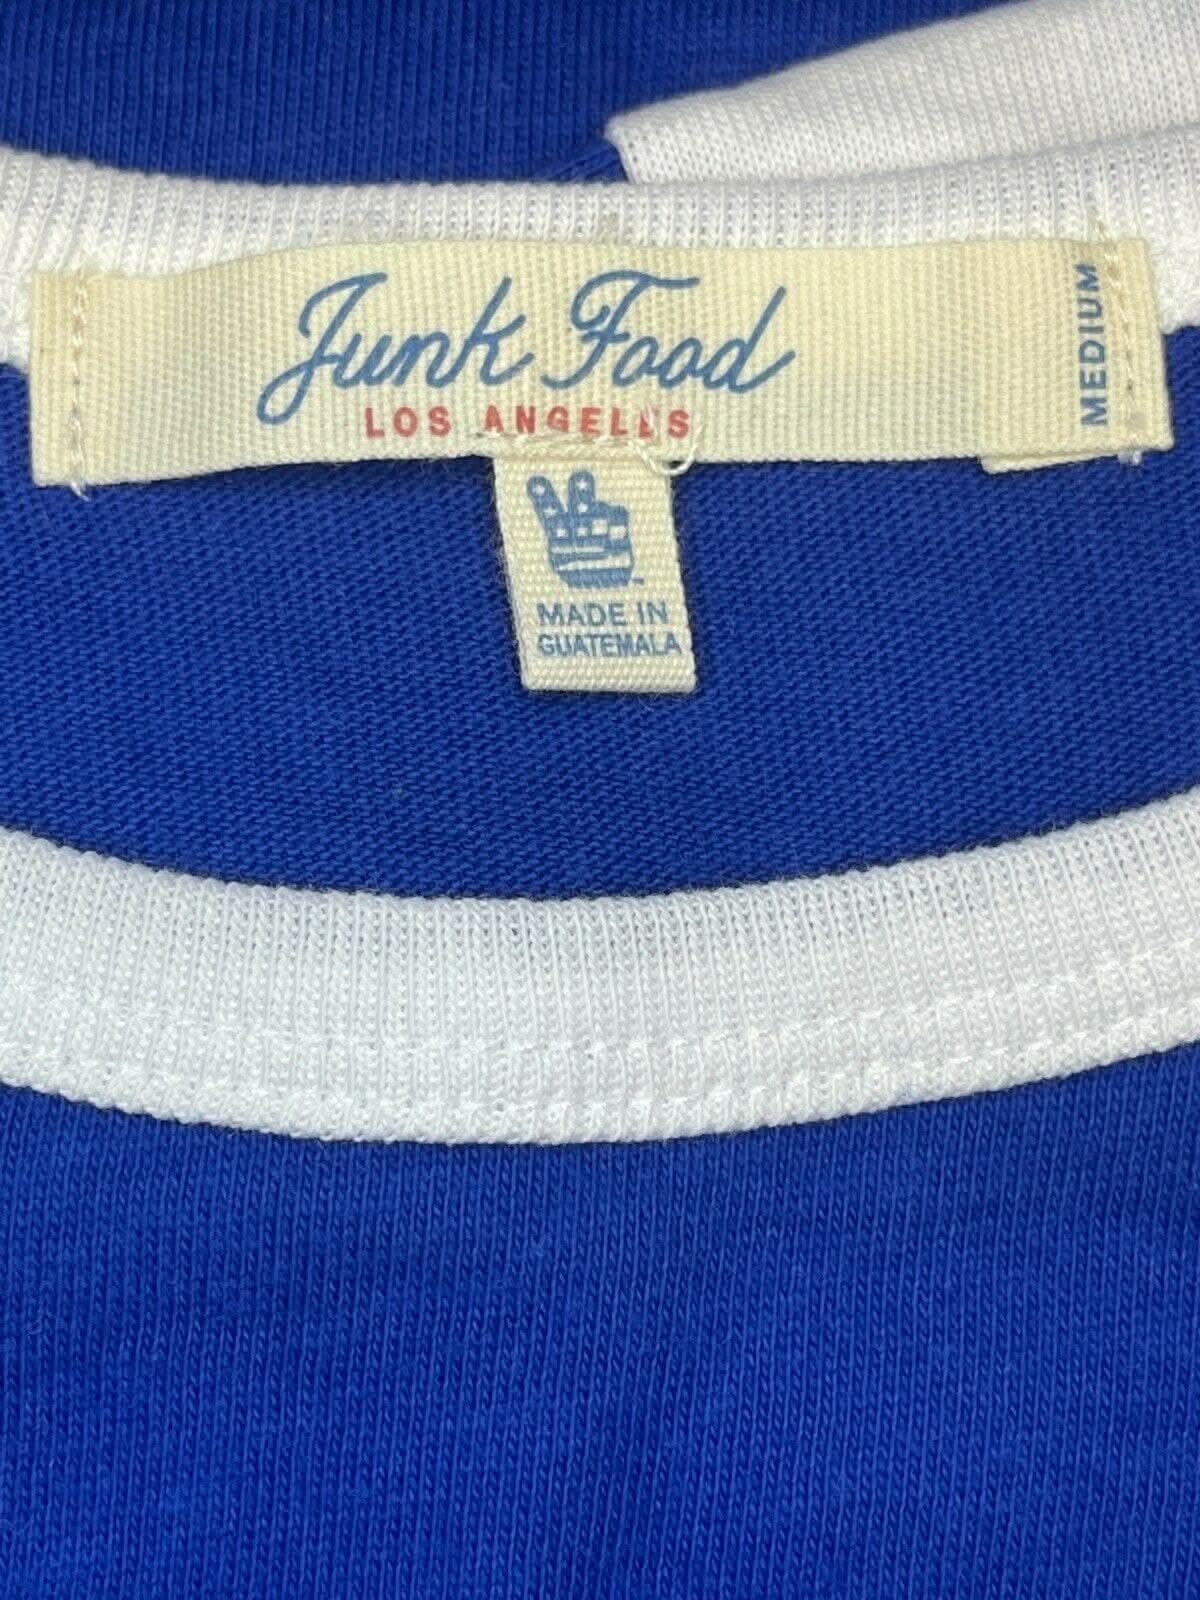 Junk Food
LOS ANGELES
MEDIUM
MADE IN
GUATEMALA